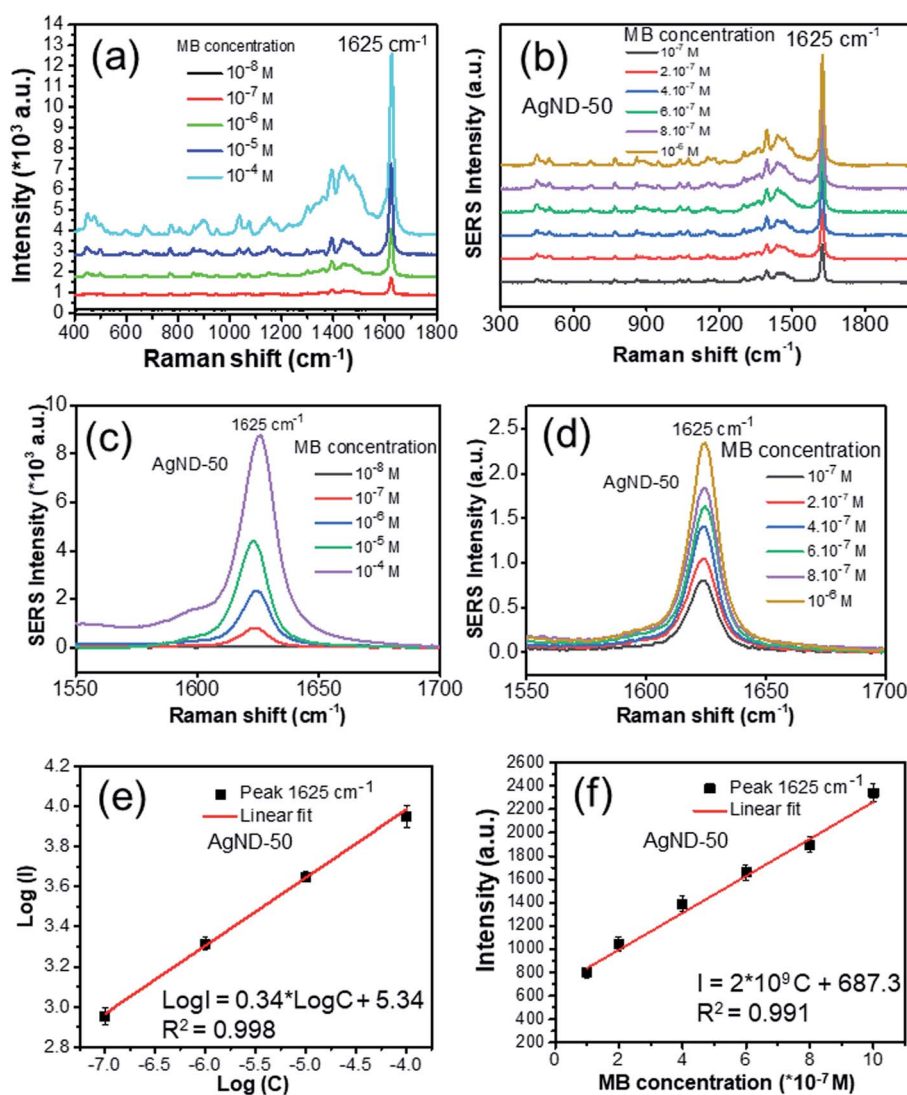 (a)
MB concentration
10⁻⁸ M
10⁻⁷ M
10⁻⁶ M
10⁻⁵ M
10⁻⁴ M
1625 cm⁻¹
Intensity (*10³ a.u.)
14
13
12
11
10
9
8
7
6
5
4
3
2
1
0
400 600 800 1000 1200 1400 1600 1800
Raman shift (cm⁻¹)
(b)
MB concentration
10⁻⁷ M
2.10⁻⁷ M
4.10⁻⁷ M
6.10⁻⁷ M
8.10⁻⁷ M
10⁻⁶ M
1625 cm⁻¹
AgND-50
SERS Intensity (a.u.)
300 600 900 1200 1500 1800
Raman shift (cm⁻¹)
(c)
1625 cm⁻¹
AgND-50
MB concentration
10⁻⁸ M
10⁻⁷ M
10⁻⁶ M
10⁻⁵ M
10⁻⁴ M
SERS Intensity (*10³ a.u.)
10
8
6
4
2
0
1550 1600 1650 1700
Raman shift (cm⁻¹)
(d)
1625 cm⁻¹
AgND-50
MB concentration
10⁻⁷ M
2.10⁻⁷ M
4.10⁻⁷ M
6.10⁻⁷ M
8.10⁻⁷ M
10⁻⁶ M
SERS Intensity (a.u.)
2.5
2.0
1.5
1.0
0.5
0.0
1550 1600 1650 1700
Raman shift (cm⁻¹)
(e)
Peak 1625 cm⁻¹
Linear fit
AgND-50
LogI = 0.34*LogC + 5.34
R² = 0.998
Log (I)
4.2
4.0
3.8
3.6
3.4
3.2
3.0
2.8
-7.0 -6.5 -6.0 -5.5 -5.0 -4.5 -4.0
Log (C)
(f)
Peak 1625 cm⁻¹
Linear fit
AgND-50
I = 2*10⁹C + 687.3
R² = 0.991
Intensity (a.u.)
2600
2400
2200
2000
1800
1600
1400
1200
1000
800
600
400
200
0 2 4 6 8 10
MB concentration (*10⁻⁷ M)